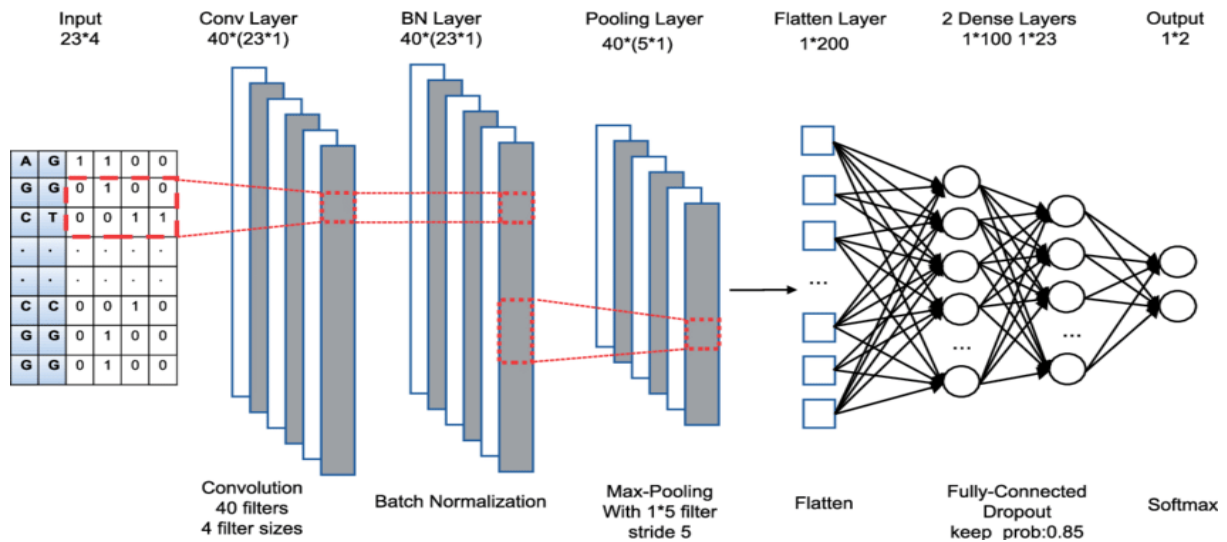 Input
23*4
Conv Layer
40*(23*1)
BN Layer
40*(23*1)
Pooling Layer
40*(5*1)
Flatten Layer
1*200
2 Dense Layers
1*100 1*23
Output
1*2
A G 1 1 0 0
G G 0 1 0 0
C T 0 0 1 1
. . . . . .
. . . . . .
C C 0 0 1 0
G G 0 1 0 0
G G 0 1 0 0
...
...
...
Convolution
40 filters
4 filter sizes
Batch Normalization
Max-Pooling
With 1*5 filter
stride 5
Flatten
Fully-Connected
Dropout
keep_prob:0.85
Softmax